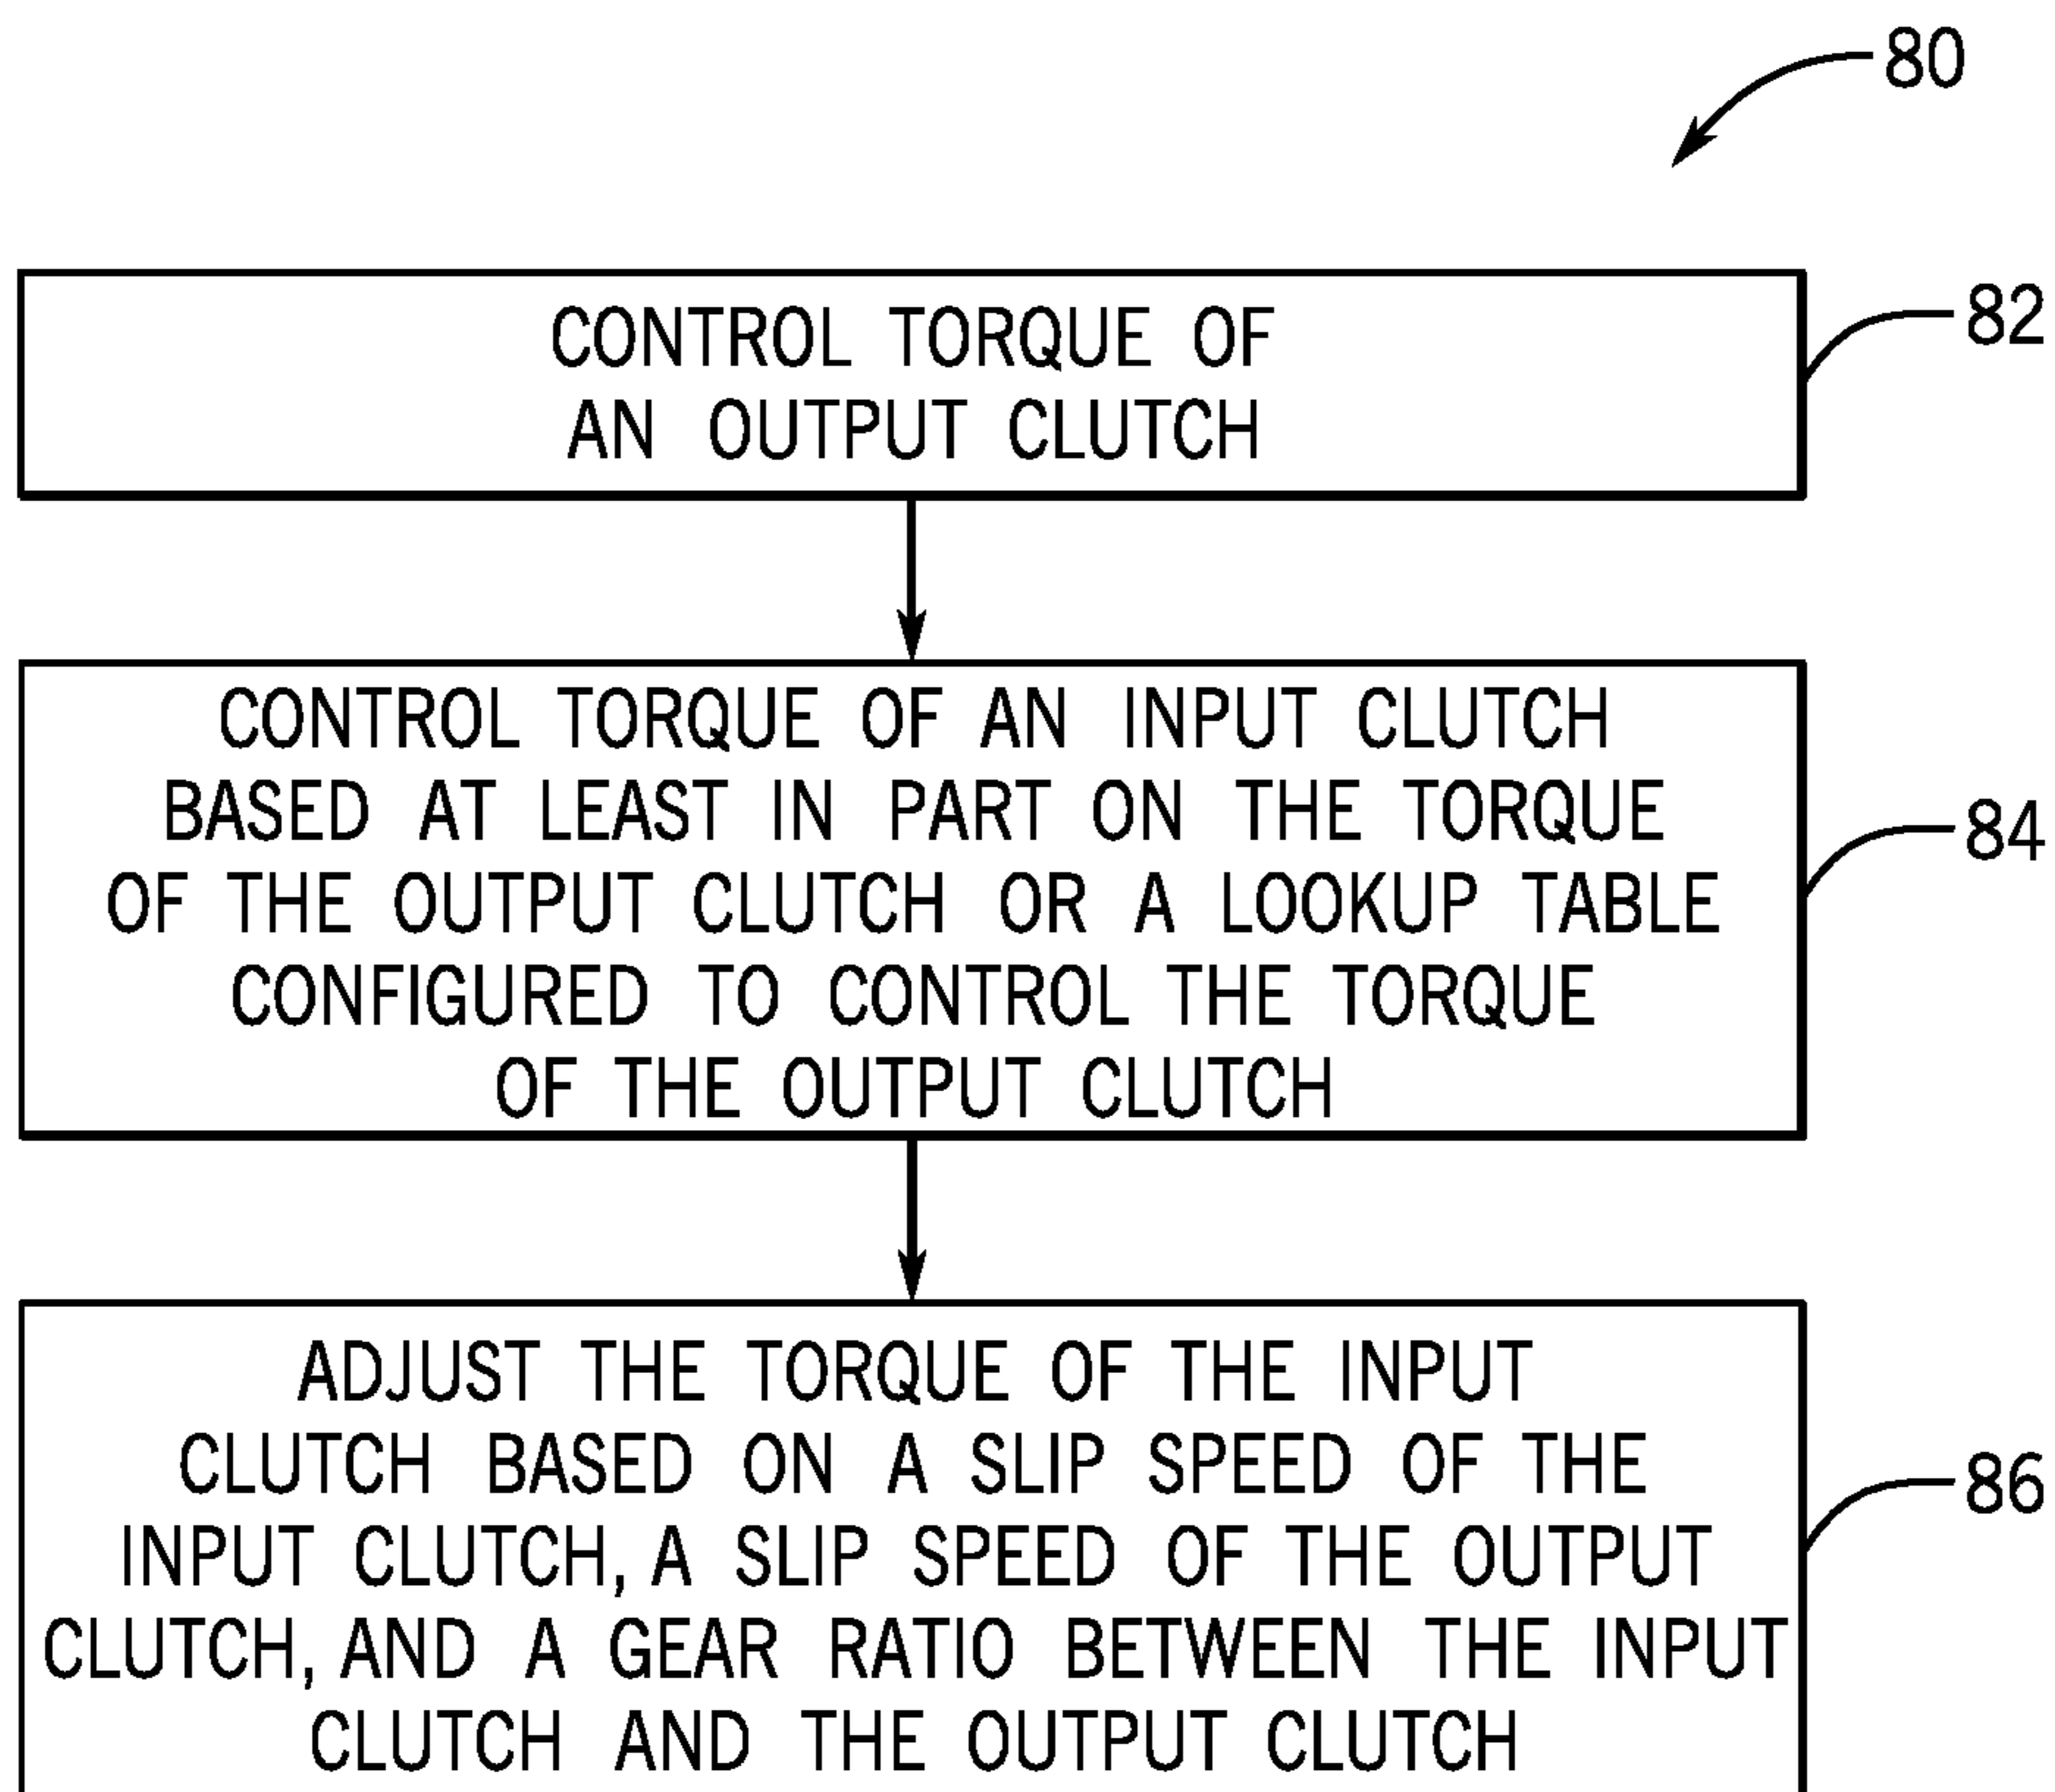 80
CONTROL TORQUE OF
AN OUTPUT CLUTCH
82
CONTROL TORQUE OF AN INPUT CLUTCH
BASED AT LEAST IN PART ON THE TORQUE
OF THE OUTPUT CLUTCH OR A LOOKUP TABLE
CONFIGURED TO CONTROL THE TORQUE
OF THE OUTPUT CLUTCH
84
ADJUST THE TORQUE OF THE INPUT
CLUTCH BASED ON A SLIP SPEED OF THE
INPUT CLUTCH, A SLIP SPEED OF THE OUTPUT
CLUTCH, AND A GEAR RATIO BETWEEN THE INPUT
CLUTCH AND THE OUTPUT CLUTCH
86